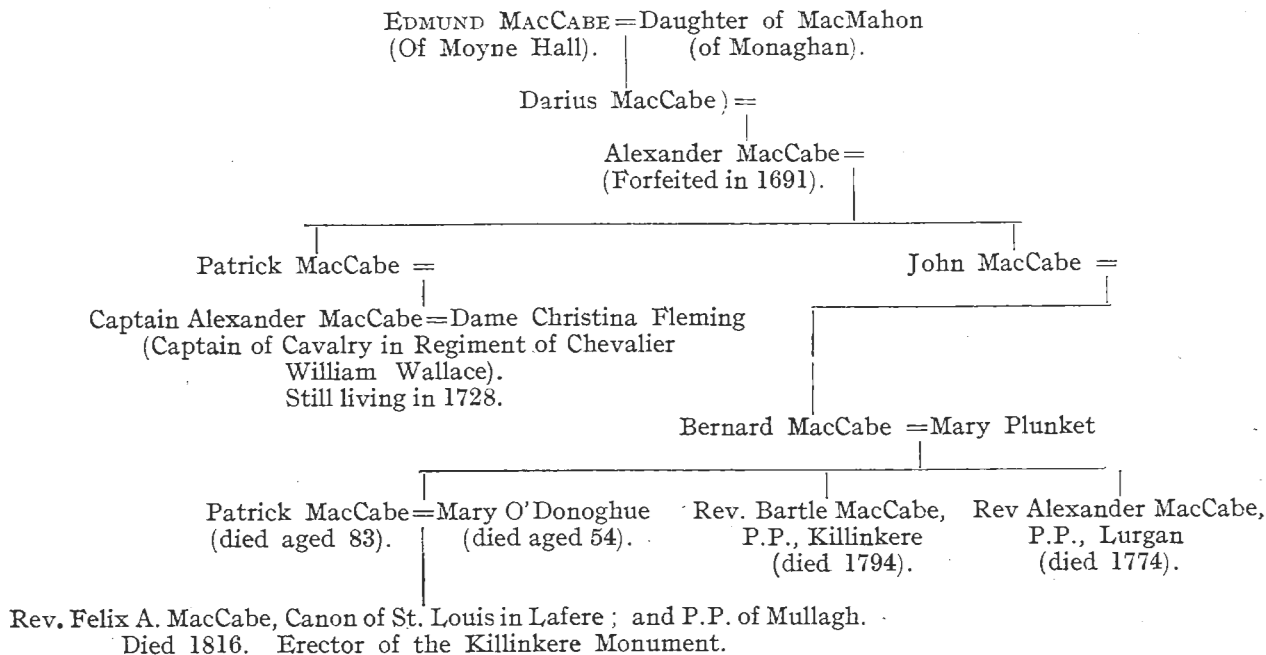 EDMUND MACCABE=Daughter of MacMahon
(Of Moyne Hall). (of Monaghan).
Darius MacCabe) =
Alexander MacCabe=
(Forfeited in 1691).
Patrick MacCabe =
John MacCabe =
Captain Alexander MacCabe=Dame Christina Fleming
(Captain of Cavalry in Regiment of Chevalier
William Wallace).
Still living in 1728.
Bernard MacCabe =Mary Plunket
Patrick MacCabe=Mary O'Donoghue
(died aged 83). (died aged 54).
Rev. Bartle MacCabe,
P.P., Killinkere
(died 1794).
Rev Alexander MacCabe,
P.P., Lurgan
(died 1774).
Rev. Felix A. MacCabe, Canon of St. Louis in Lafere ; and P.P. of Mullagh.
Died 1816. Erector of the Killinkere Monument.